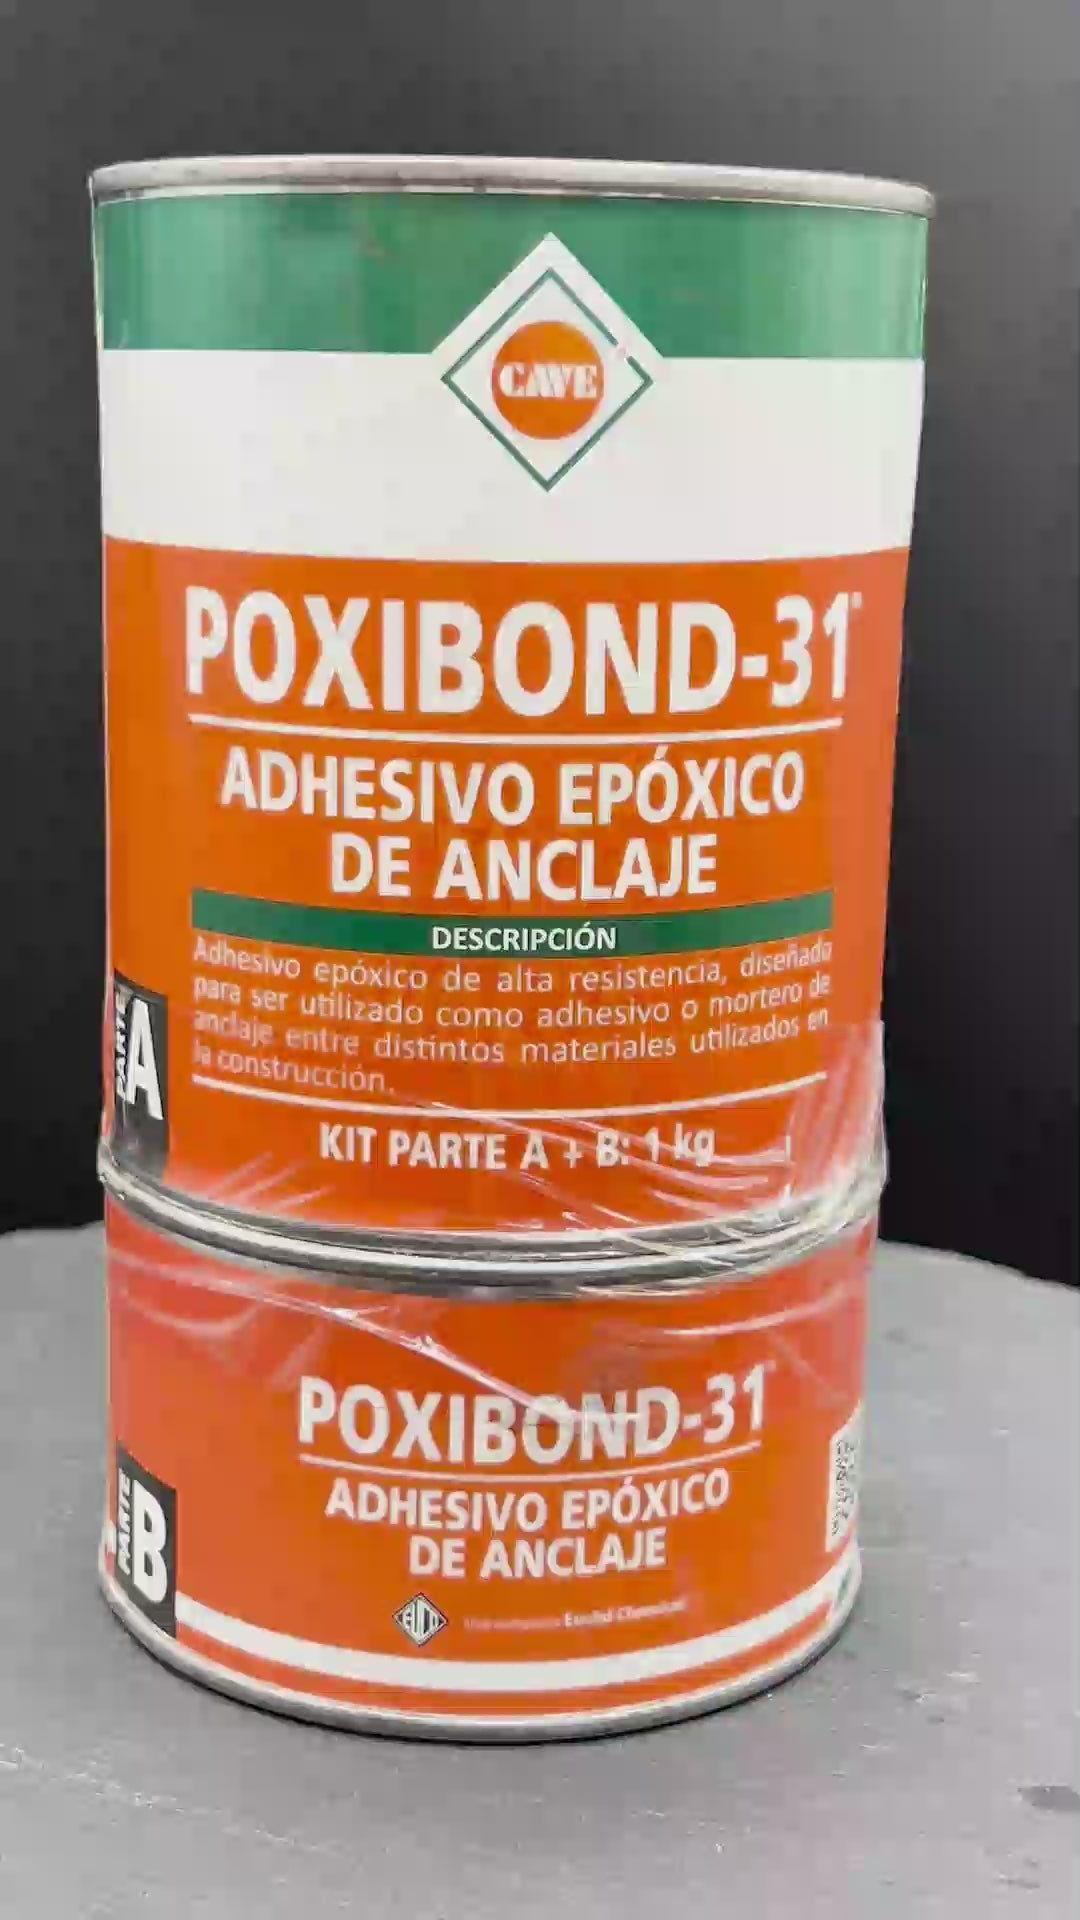 CAVE
POXIBOND-31®
ADHESIVO EPÓXICO
DE ANCLAJE
DESCRIPCIÓN
Adhesivo epóxico de alta resistencia, diseñado
para ser utilizado como adhesivo o mortero de
anclaje entre distintos materiales utilizados en
la construcción.
PARTE
A
KIT PARTE A + B: 1 kg
POXIBOND-31
ADHESIVO EPÓXICO
DE ANCLAJE
PARTE
B
Euclid Chemical